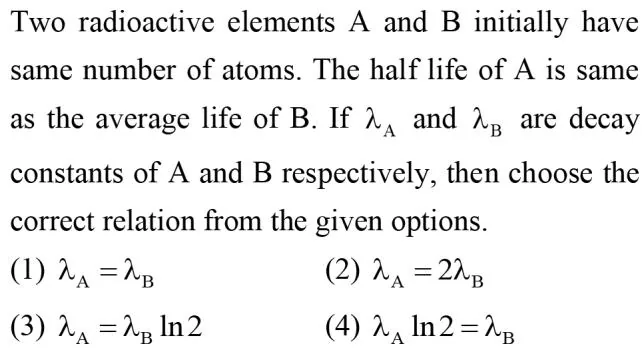 Two radioactive elements A and B initially have
same number of atoms. The half life of A is same
as the average life of B. If λ_A and λ_B are decay
constants of A and B respectively, then choose the
correct relation from the given options.
(1) λ_A = λ_B (2) λ_A = 2λ_B
(3) λ_A = λ_B ln2 (4) λ_A ln2 = λ_B